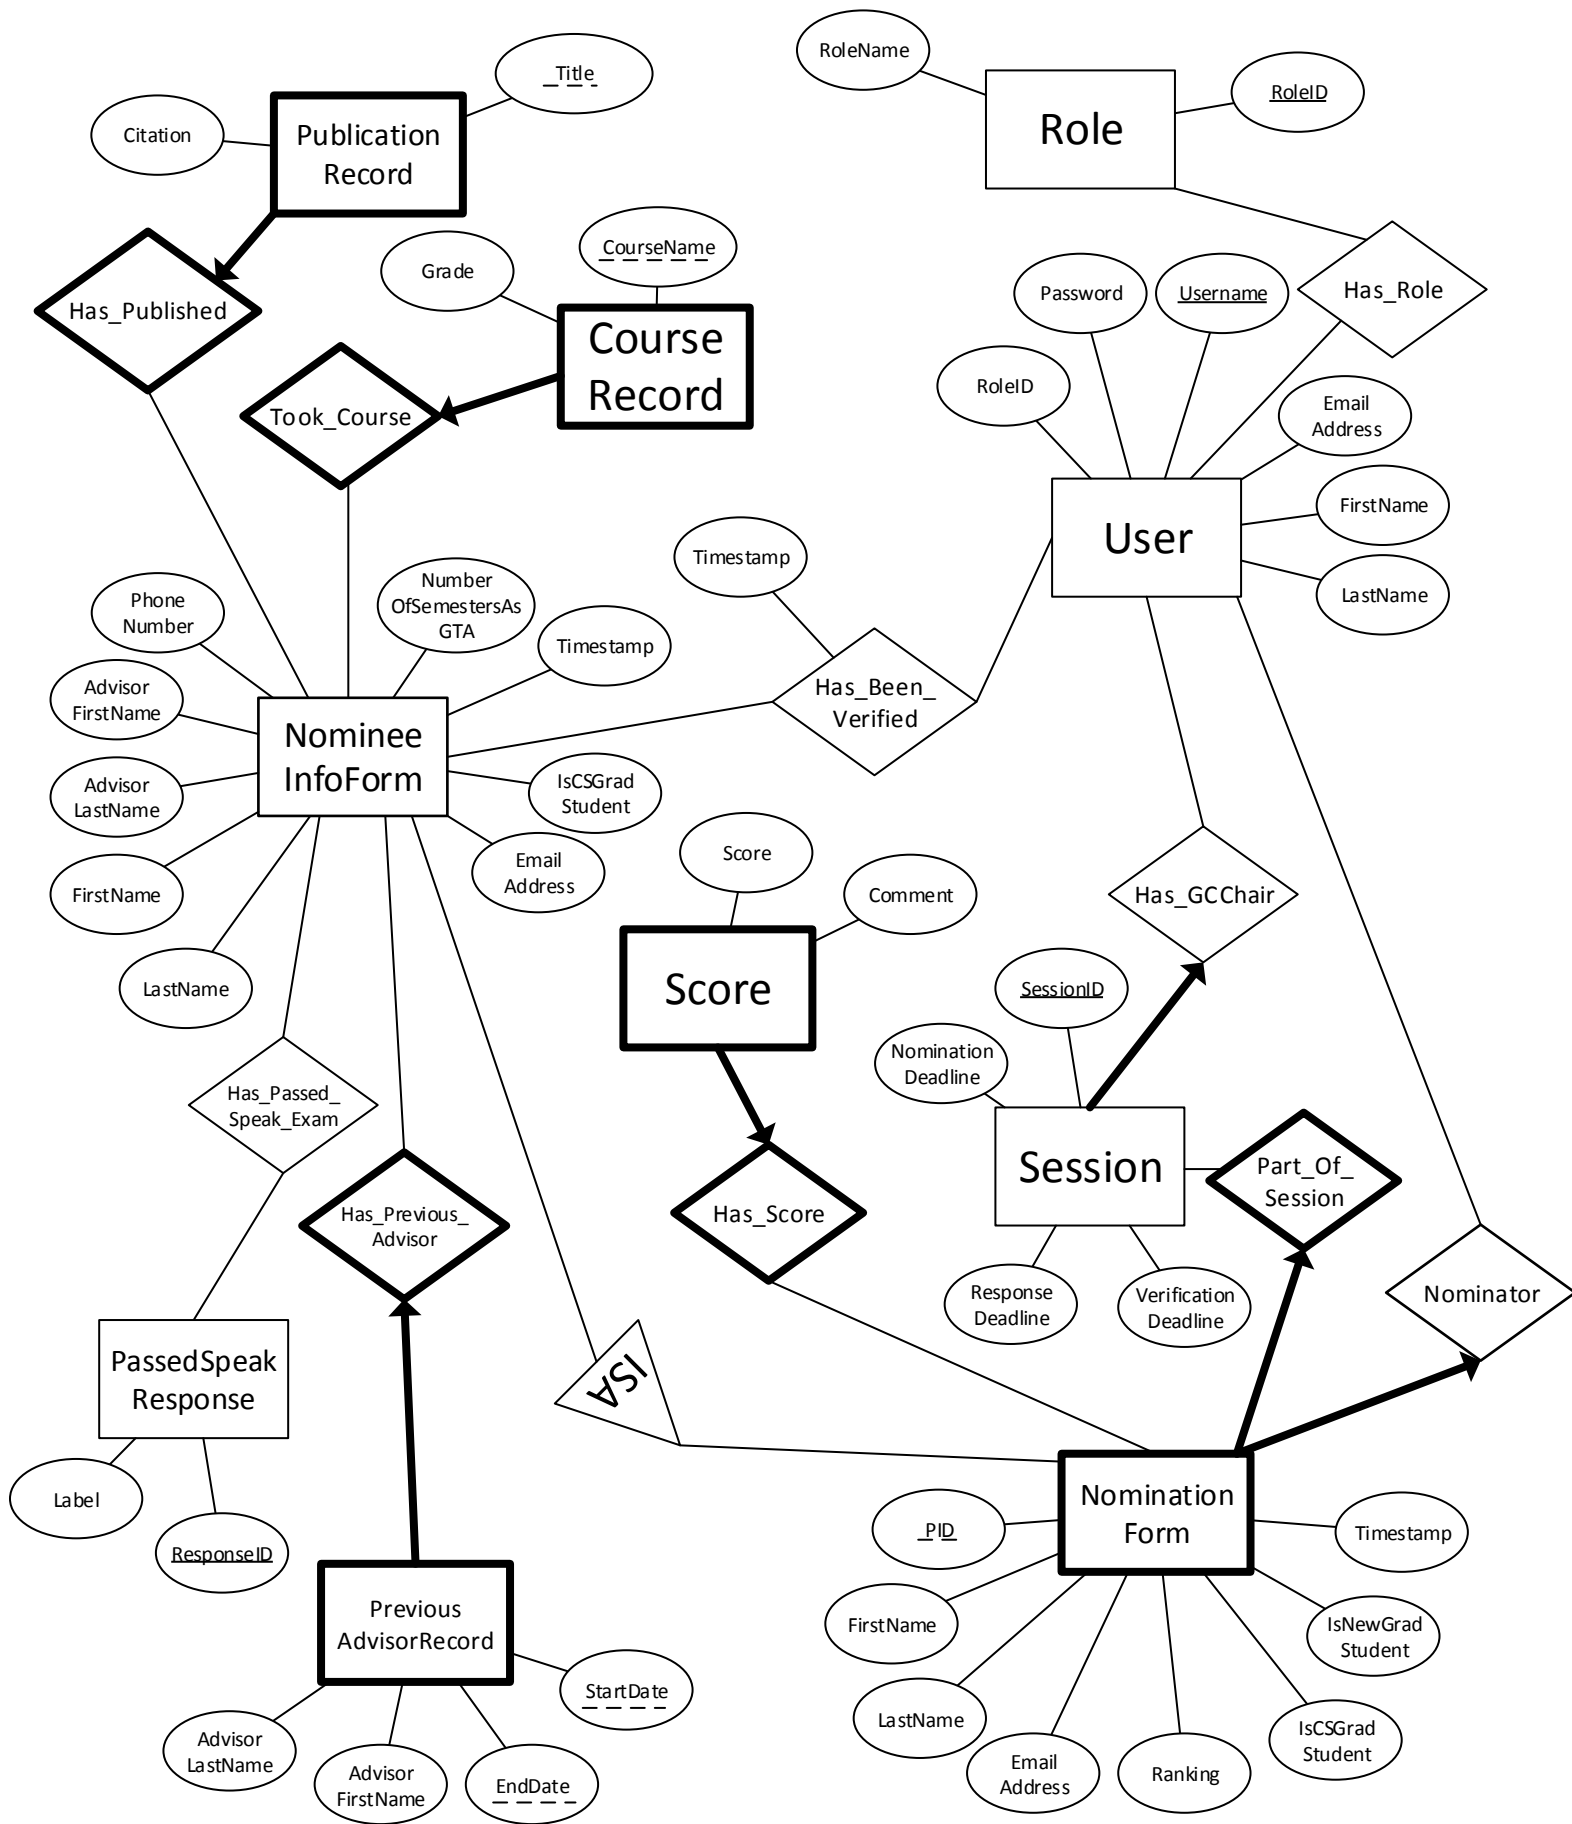 RoleName
RoleID
Role
Title
Citation
Publication
Record
CourseName
Grade
Has_Published
Course
Record
Took_Course
Has_Role
Password
Username
RoleID
Email
Address
FirstName
LastName
User
Timestamp
Has_Been_
Verified
Phone
Number
Number
OfSemestersAs
GTA
Timestamp
Advisor
FirstName
Nominee
InfoForm
Advisor
LastName
IsCSGrad
Student
FirstName
Email
Address
LastName
Score
Comment
Score
Has_GCChair
SessionID
Nomination
Deadline
Has_Passed_
Speak_Exam
Session
Part_Of_
Session
Has_Previous_
Advisor
Has_Score
Response
Deadline
Verification
Deadline
Nominator
PassedSpeak
Response
ISA
Label
ResponseID
Nomination
Form
PID
Timestamp
FirstName
IsNewGrad
Student
LastName
Email
Address
Ranking
IsCSGrad
Student
Previous
AdvisorRecord
StartDate
Advisor
LastName
Advisor
FirstName
EndDate